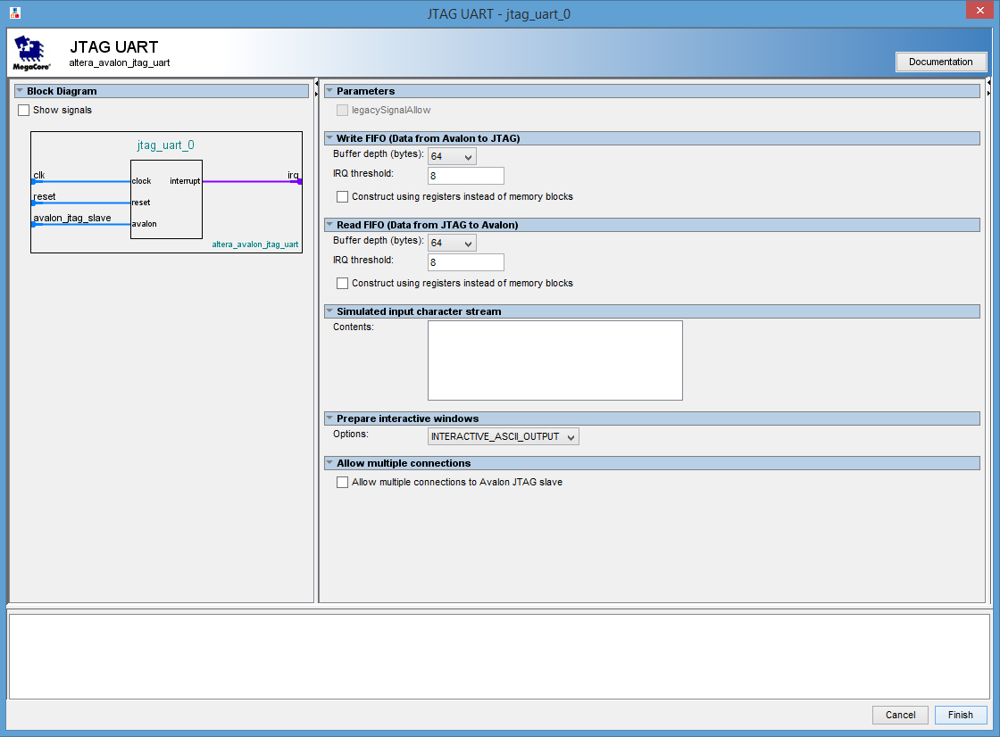 JTAG UART - jtag_uart_0
MegaCore®
JTAG UART
altera_avalon_jtag_uart
Documentation
Block Diagram
Show signals
jtag_uart_0
clk
irq
clock
interrupt
reset
reset
avalon_jtag_slave
avalon
altera_avalon_jtag_uart
Parameters
legacySignalAllow
Write FIFO (Data from Avalon to JTAG)
Buffer depth (bytes): 64
IRQ threshold: 8
Construct using registers instead of memory blocks
Read FIFO (Data from JTAG to Avalon)
Buffer depth (bytes): 64
IRQ threshold: 8
Construct using registers instead of memory blocks
Simulated input character stream
Contents:
Prepare interactive windows
Options: INTERACTIVE_ASCII_OUTPUT
Allow multiple connections
Allow multiple connections to Avalon JTAG slave
Cancel Finish